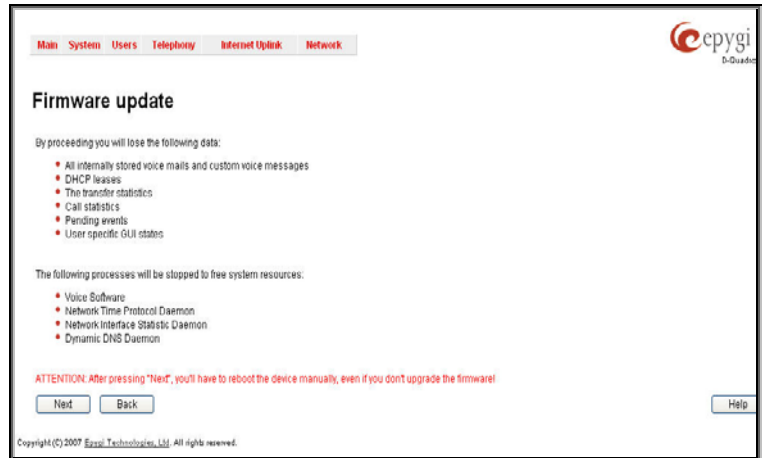 Main System Users Telephony Internet Uplink Network
epygi
Firmware update
By proceeding you will lose the following data:
All internally stored voice mails and custom voice messages
DHCP leases
The transfer statistics
Call statistics
Pending events
User specific GUI states
The following processes will be stopped to free system resources:
Voice Software
Network Time Protocol Daemon
Network Interface Statistic Daemon
Dynamic DNS Daemon
ATTENTION: After pressing "Next", you'll have to reboot the device manually, even if you don't upgrade the firmware!
Next Back Help
Copyright (C) 2007 Epygi Technologies, Ltd. All rights reserved.